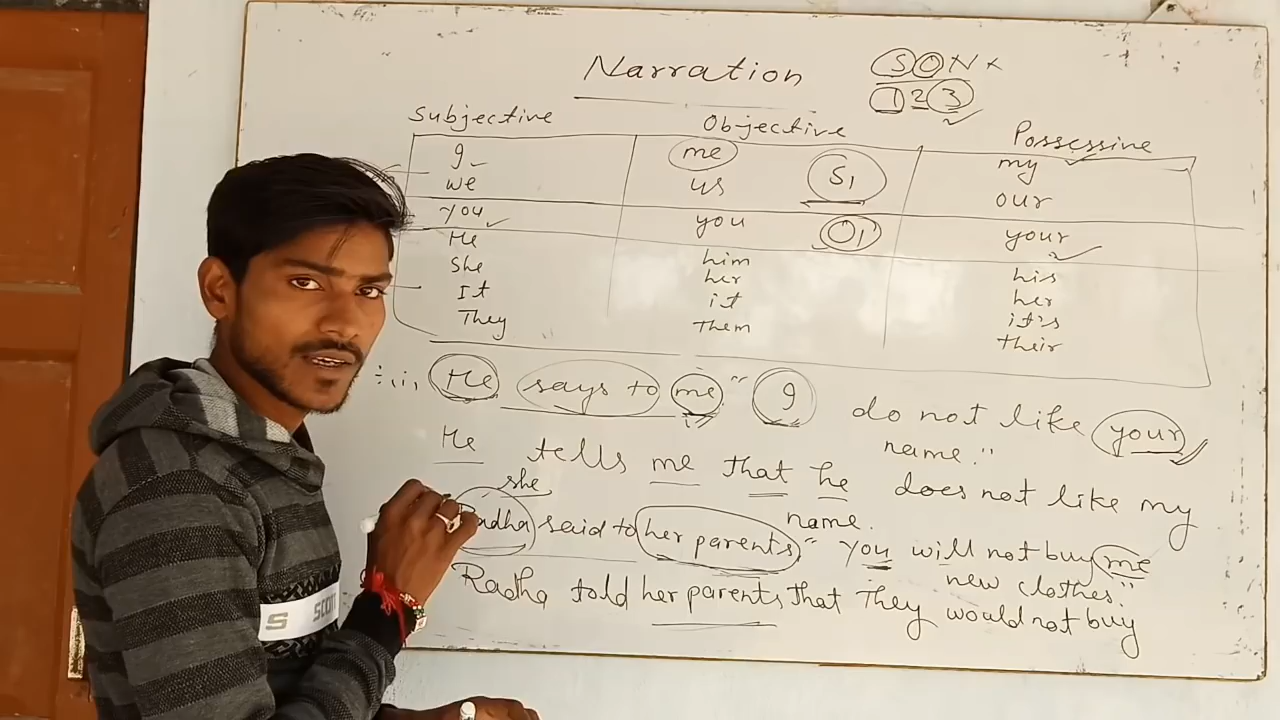 Narration
SON×
123
Subjective Objective Possessive
I me my
we us S1 our
you you O1 your
He him his
she her her
It it it's
They Them their
He says to me " I do not like your
name."
He tells me that he does not like my
name.
she
Radha said to her parents " you will not buy me
new clothes."
Radha told her parents that They would not buy
S